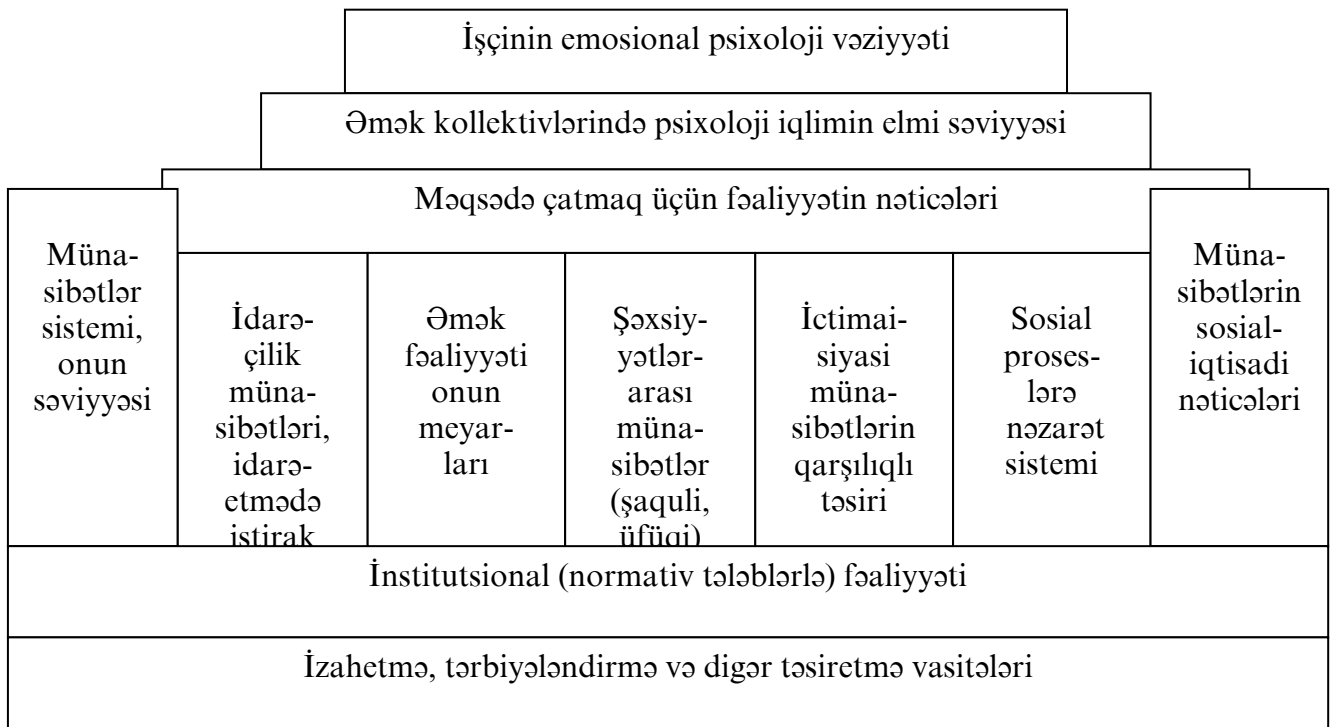 İşçinin emosional psixoloji vəziyyəti
Əmək kollektivlərində psixoloji iqlimin elmi səviyyəsi
Məqsədə çatmaq üçün fəaliyyətin nəticələri
Müna-
sibətlər
sistemi,
onun
səviyyəsi
İdarə-
çilik
müna-
sibətləri,
idarə-
etmədə
istirak
Əmək
fəaliyyəti
onun
meyar-
ları
Şəxsiy-
yətlər-
arası
müna-
sibətlər
(şaquli,
üfüqi)
İctimai-
siyasi
müna-
sibətlərin
qarşılıqlı
təsiri
Sosial
proses-
lərə
nəzarət
sistemi
Müna-
sibətlərin
sosial-
iqtisadi
nəticələri
İnstitutsional (normativ tələblərlə) fəaliyyəti
İzahetmə, tərbiyələndirmə və digər təsiretmə vasitələri